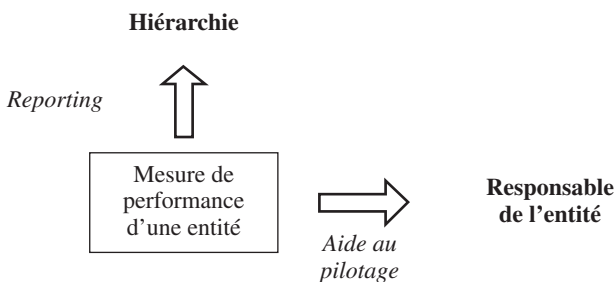 Hiérarchie
Reporting
Mesure de
performance
d'une entité
Aide au
pilotage
Responsable
de l'entité